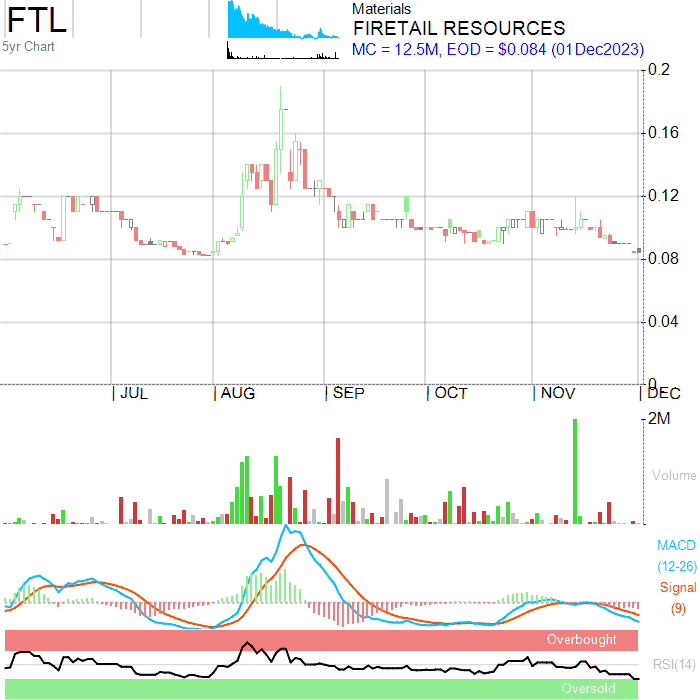 FTL
5yr Chart
Materials
FIRETAIL RESOURCES
MC = 12.5M, EOD = $0.084 (01Dec2023)
0.2
0.16
0.12
0.08
0.04
0
JUL AUG SEP OCT NOV DEC
2M
Volume
MACD
(12-26)
Signal
(9)
Overbought
RSI(14)
Oversold